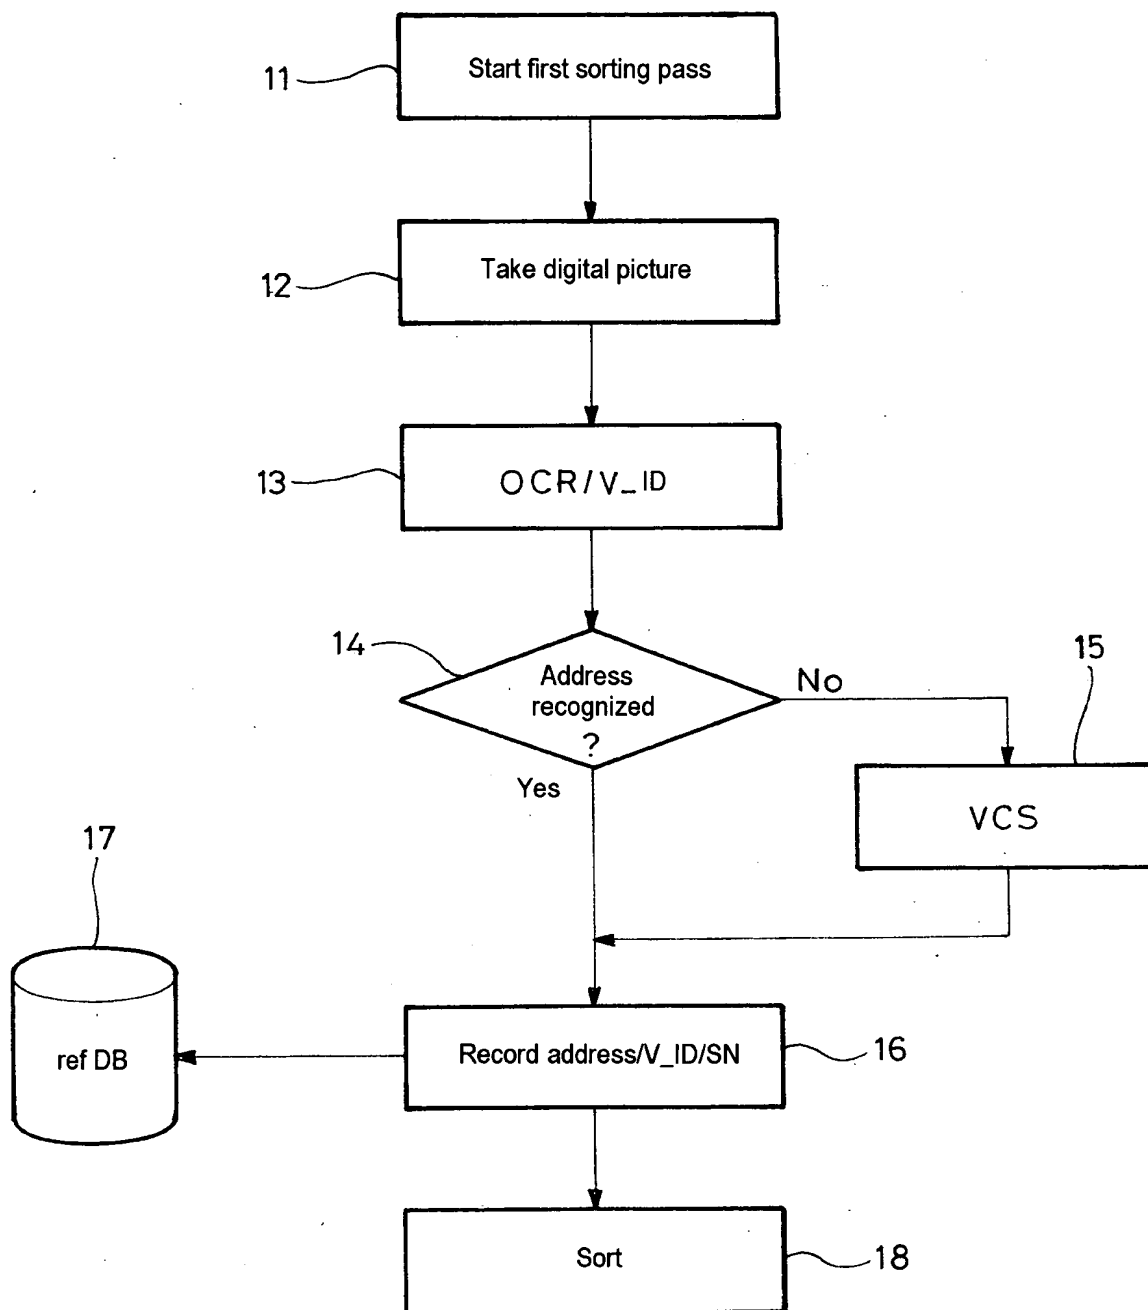 11
Start first sorting pass
12
Take digital picture
13
OCR/V_ID
14
Address
recognized
?
No
Yes
15
VCS
17
ref DB
Record address/V_ID/SN
16
Sort
18